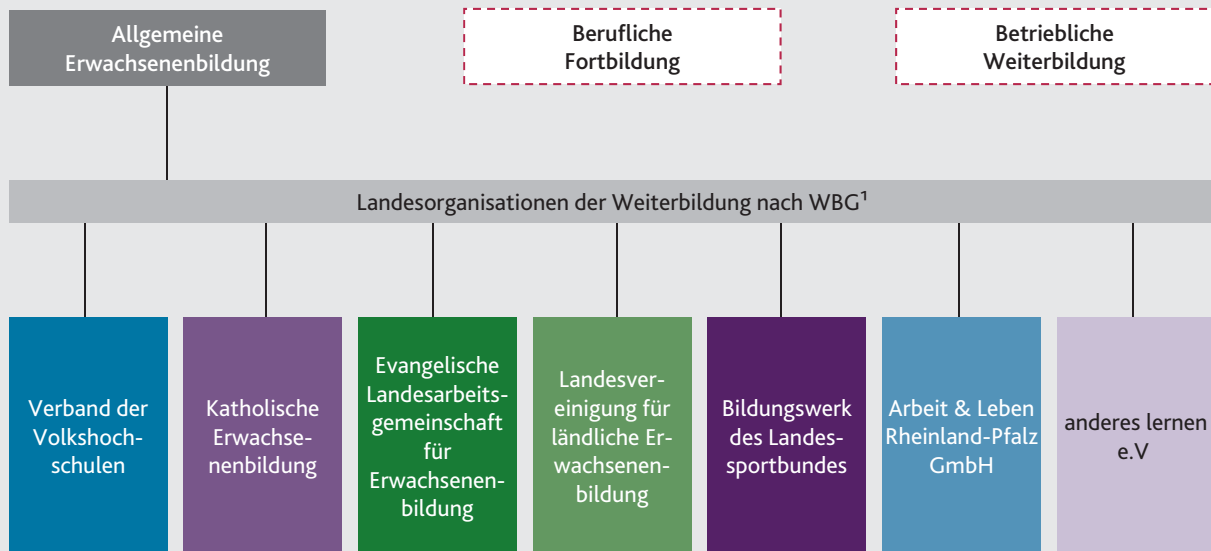 Allgemeine
Erwachsenenbildung
Berufliche
Fortbildung
Betriebliche
Weiterbildung
Landesorganisationen der Weiterbildung nach WBG¹
Verband der
Volkshoch-
schulen
Katholische
Erwachse-
nenbildung
Evangelische
Landesarbeits-
gemeinschaft
für
Erwachsenen-
bildung
Landesver-
einigung für
ländliche Er-
wachsenen-
bildung
Bildungswerk
des Landes-
sportbundes
Arbeit & Leben
Rheinland-Pfalz
GmbH
anderes lernen
e.V